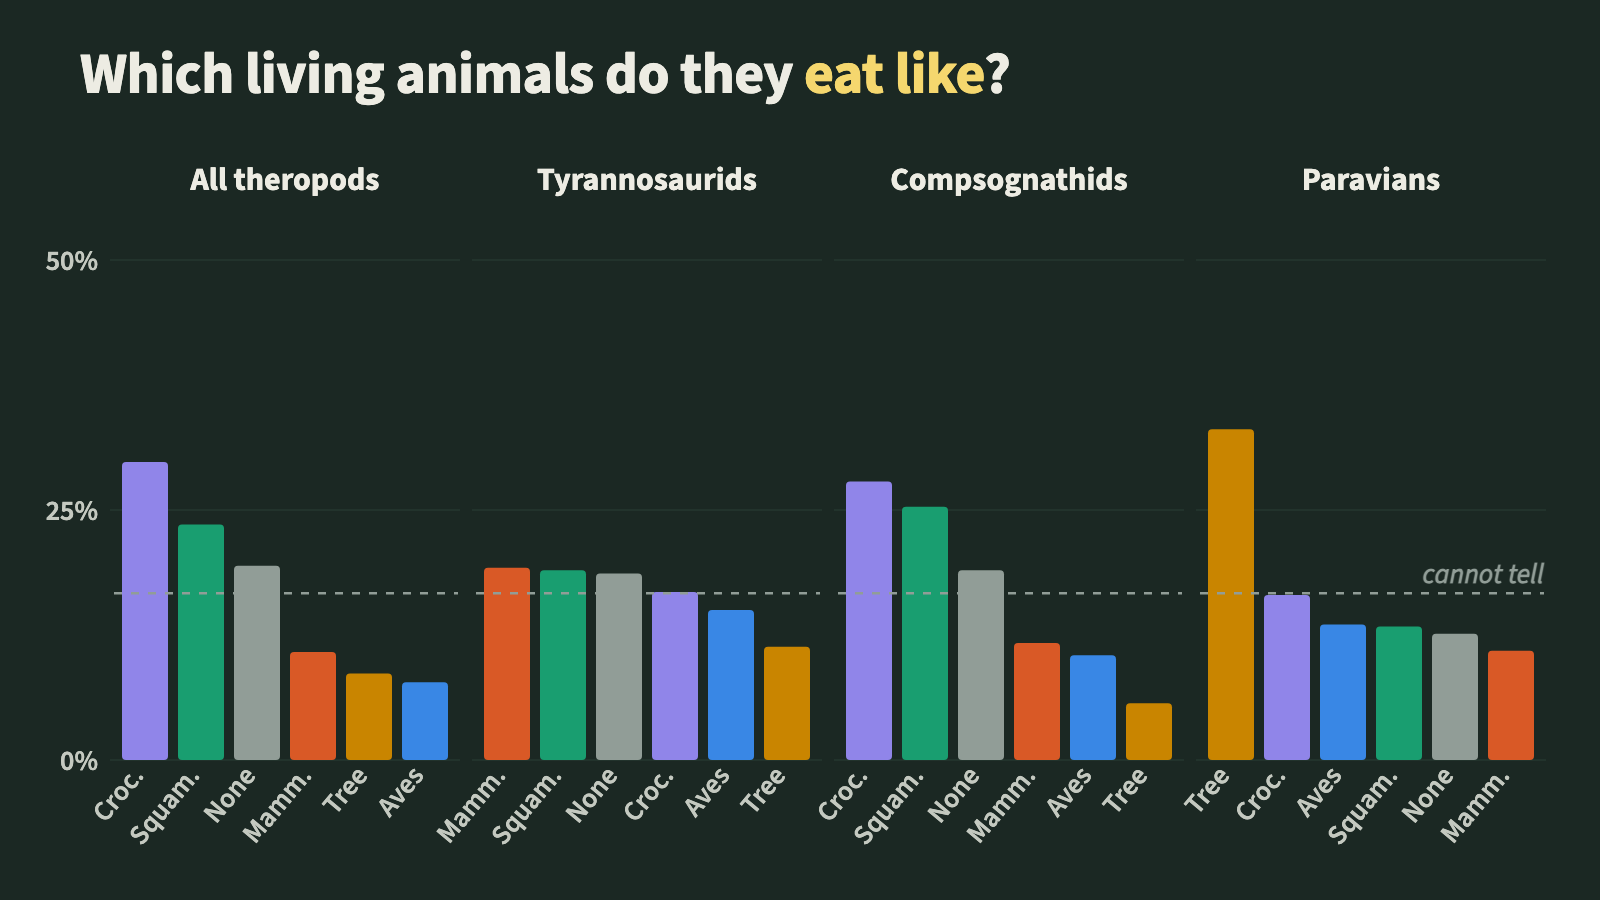 Which living animals do they eat like?
All theropods
Tyrannosaurids
Compsognathids
Paravians
50%
25%
0%
cannot tell
Croc. Squam. None Mamm. Tree Aves
Mamm. Squam. None Croc. Aves Tree
Croc. Squam. None Mamm. Aves Tree
Tree Croc. Aves Squam. None Mamm.